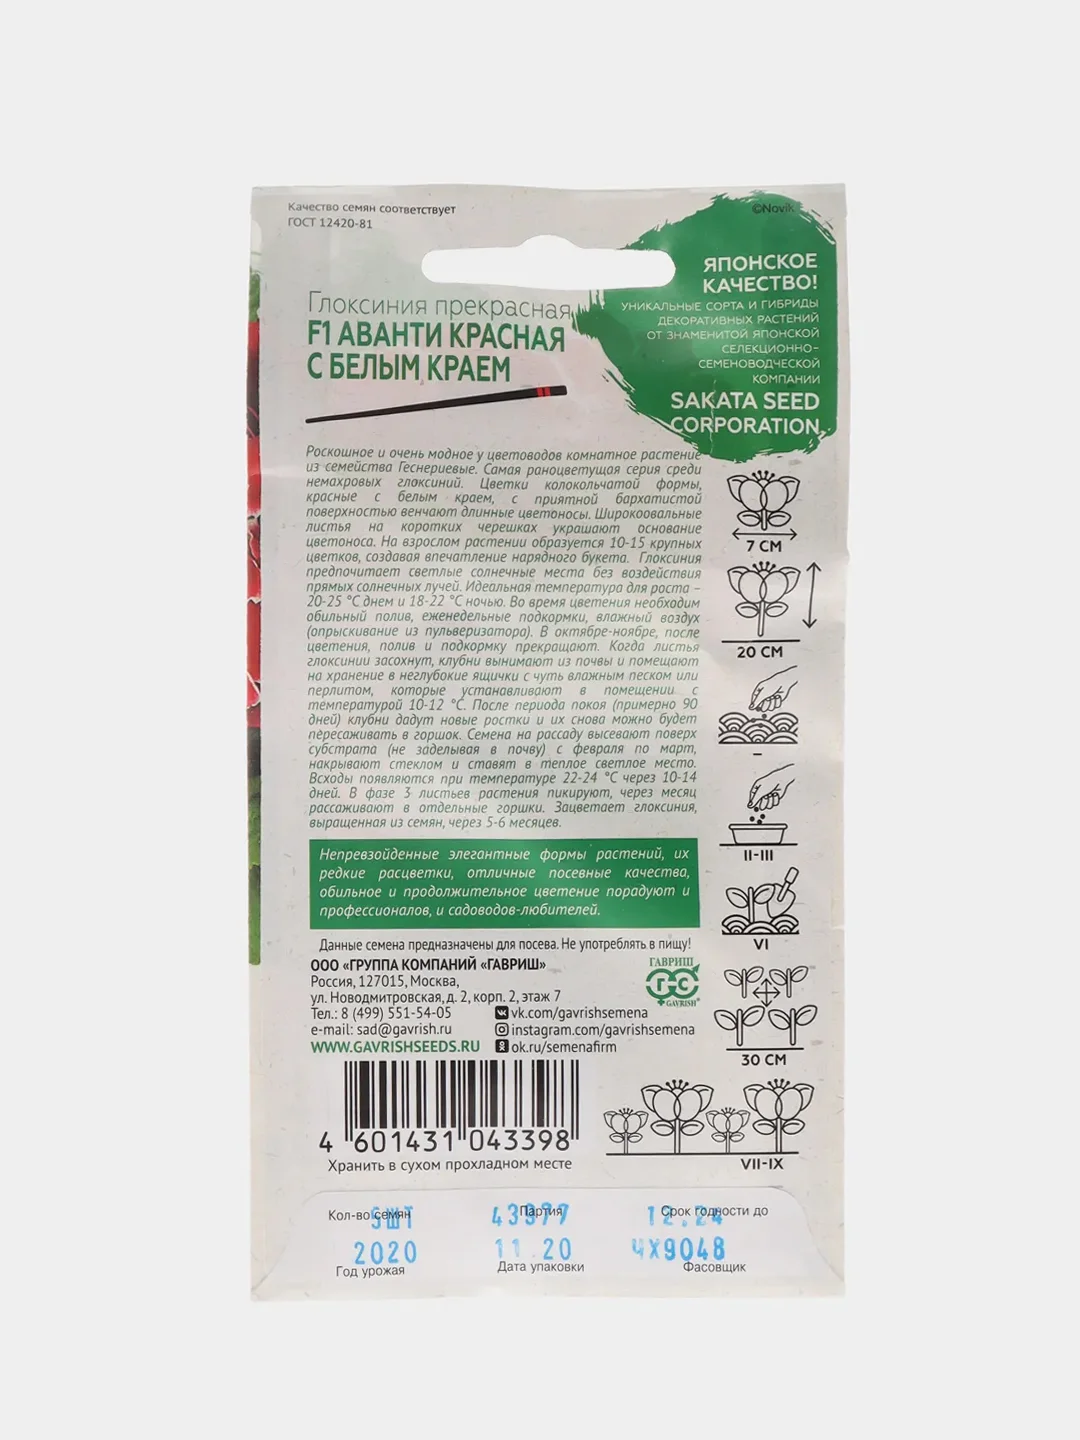 Качество семян соответствует
ГОСТ 12420-81
©Novik
ЯПОНСКОЕ
КАЧЕСТВО!
УНИКАЛЬНЫЕ СОРТА И ГИБРИДЫ
ДЕКОРАТИВНЫХ РАСТЕНИЙ
ОТ ЗНАМЕНИТОЙ ЯПОНСКОЙ
СЕЛЕКЦИОННО-
СЕМЕНОВОДЧЕСКОЙ
КОМПАНИИ
SAKATA SEED
CORPORATION
Глоксиния прекрасная
F1 АВАНТИ КРАСНАЯ
С БЕЛЫМ КРАЕМ
Роскошное и очень модное у цветоводов комнатное растение
из семейства Геснериевые. Самая раноцветущая серия среди
немахровых глоксиний. Цветки колокольчатой формы,
красные с белым краем, с приятной бархатистой
поверхностью венчают длинные цветоносы. Широкоовальные
листья на коротких черешках украшают основание
цветоноса. На взрослом растении образуется 10-15 крупных
цветков, создавая впечатление нарядного букета. Глоксиния
предпочитает светлые солнечные места без воздействия
прямых солнечных лучей. Идеальная температура для роста –
20-25 °С днем и 18-22 °С ночью. Во время цветения необходим
обильный полив, еженедельные подкормки, влажный воздух
(опрыскивание из пульверизатора). В октябре-ноябре, после
цветения, полив и подкормку прекращают. Когда листья
глоксинии засохнут, клубни вынимают из почвы и помещают
на хранение в неглубокие ящички с чуть влажным песком или
перлитом, которые устанавливают в помещении с
температурой 10-12 °С. После периода покоя (примерно 90
дней) клубни дадут новые ростки и их снова можно будет
пересаживать в горшок. Семена на рассаду высевают поверх
субстрата (не заделывая в почву) с февраля по март,
накрывают стеклом и ставят в теплое светлое место.
Всходы появляются при температуре 22-24 °С через 10-14
дней. В фазе 3 листьев растения пикируют, через месяц
рассаживают в отдельные горшки. Зацветает глоксиния,
выращенная из семян, через 5-6 месяцев.
7 СМ
20 СМ
–
II-III
VI
30 СМ
VII-IX
Непревзойденные элегантные формы растений, их
редкие расцветки, отличные посевные качества,
обильное и продолжительное цветение порадуют и
профессионалов, и садоводов-любителей.
Данные семена предназначены для посева. Не употреблять в пищу!
ООО «ГРУППА КОМПАНИЙ «ГАВРИШ»
Россия, 127015, Москва,
ул. Новодмитровская, д. 2, корп. 2, этаж 7
Тел.: 8 (499) 551-54-05
e-mail: sad@gavrish.ru
WWW.GAVRISHSEEDS.RU
ГАВРИШ
ГС
GAVRISH®
vk.com/gavrishsemena
instagram.com/gavrishsemena
ok.ru/semenafirm
4 601431 043398
Хранить в сухом прохладном месте
Кол-во семян 5ШТ
Партия 43977
Срок годности до 12.24
2020 11.20 ЧХ9048
Год урожая Дата упаковки Фасовщик